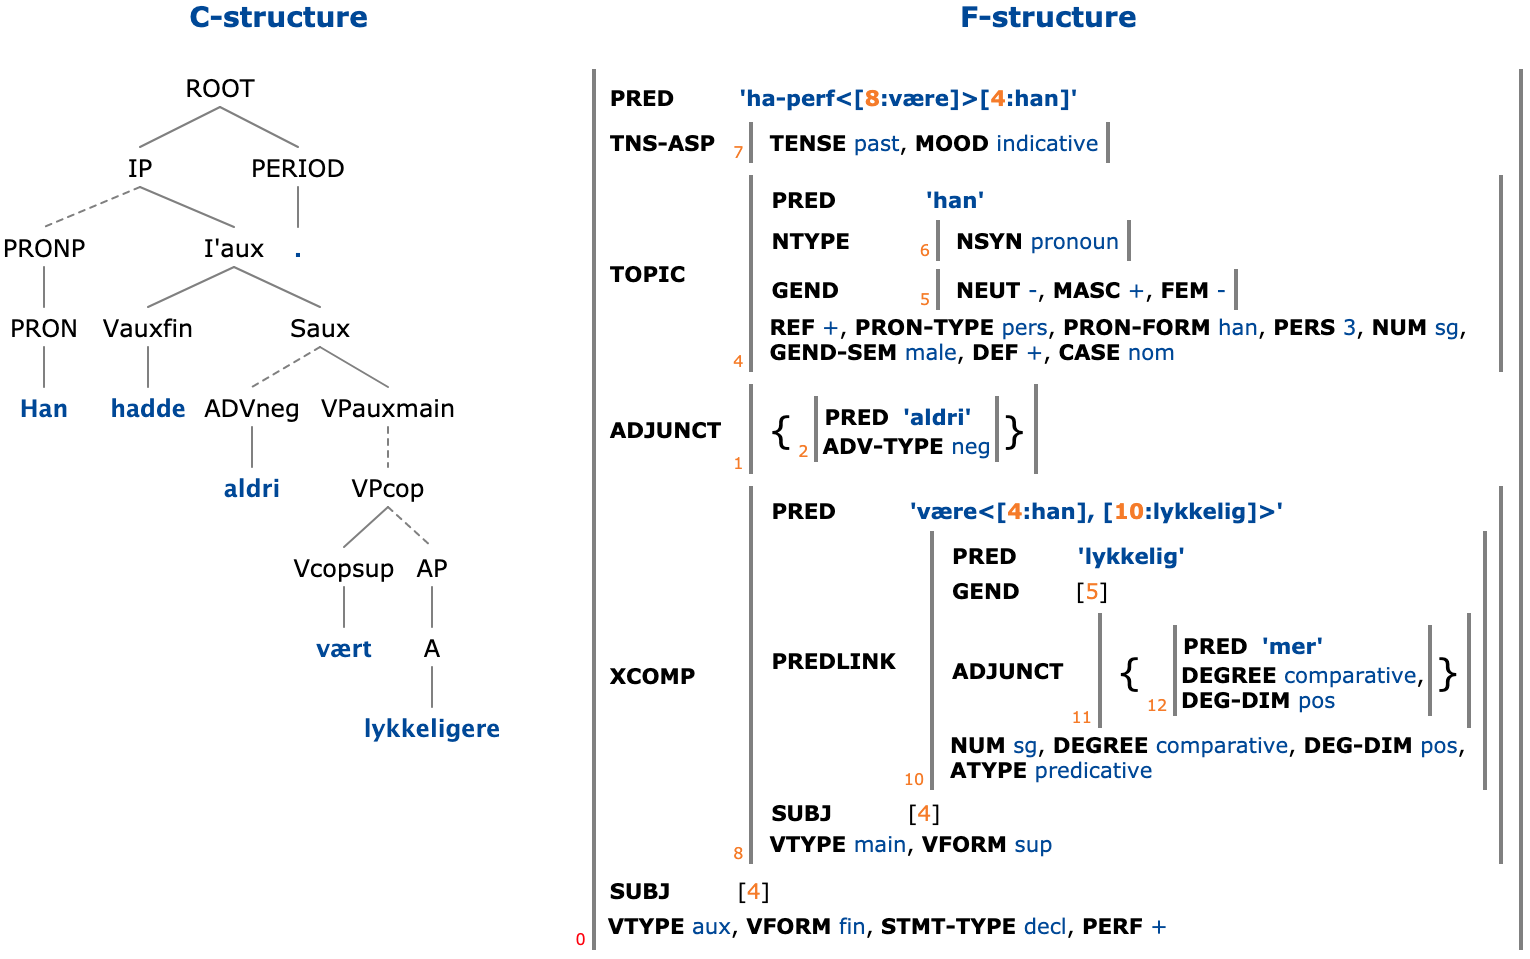 C-structure
ROOT
IP PERIOD
PRONP I'aux .
PRON Vauxfin Saux
Han hadde ADVneg VPauxmain
aldri VPcop
Vcopsup AP
vært A
lykkeligere
F-structure
PRED 'ha-perf<[8:være]>[4:han]'
TNS-ASP 7 TENSE past, MOOD indicative
PRED 'han'
NTYPE 6 NSYN pronoun
TOPIC
GEND 5 NEUT -, MASC +, FEM -
REF +, PRON-TYPE pers, PRON-FORM han, PERS 3, NUM sg,
4 GEND-SEM male, DEF +, CASE nom
{ PRED 'aldri' }
ADJUNCT
1 2 ADV-TYPE neg
PRED 'være<[4:han], [10:lykkelig]>'
PRED 'lykkelig'
GEND [5]
PRED 'mer'
XCOMP PREDLINK ADJUNCT { DEGREE comparative, }
11 12 DEG-DIM pos
NUM sg, DEGREE comparative, DEG-DIM pos,
10 ATYPE predicative
SUBJ [4]
8 VTYPE main, VFORM sup
SUBJ [4]
0 VTYPE aux, VFORM fin, STMT-TYPE decl, PERF +